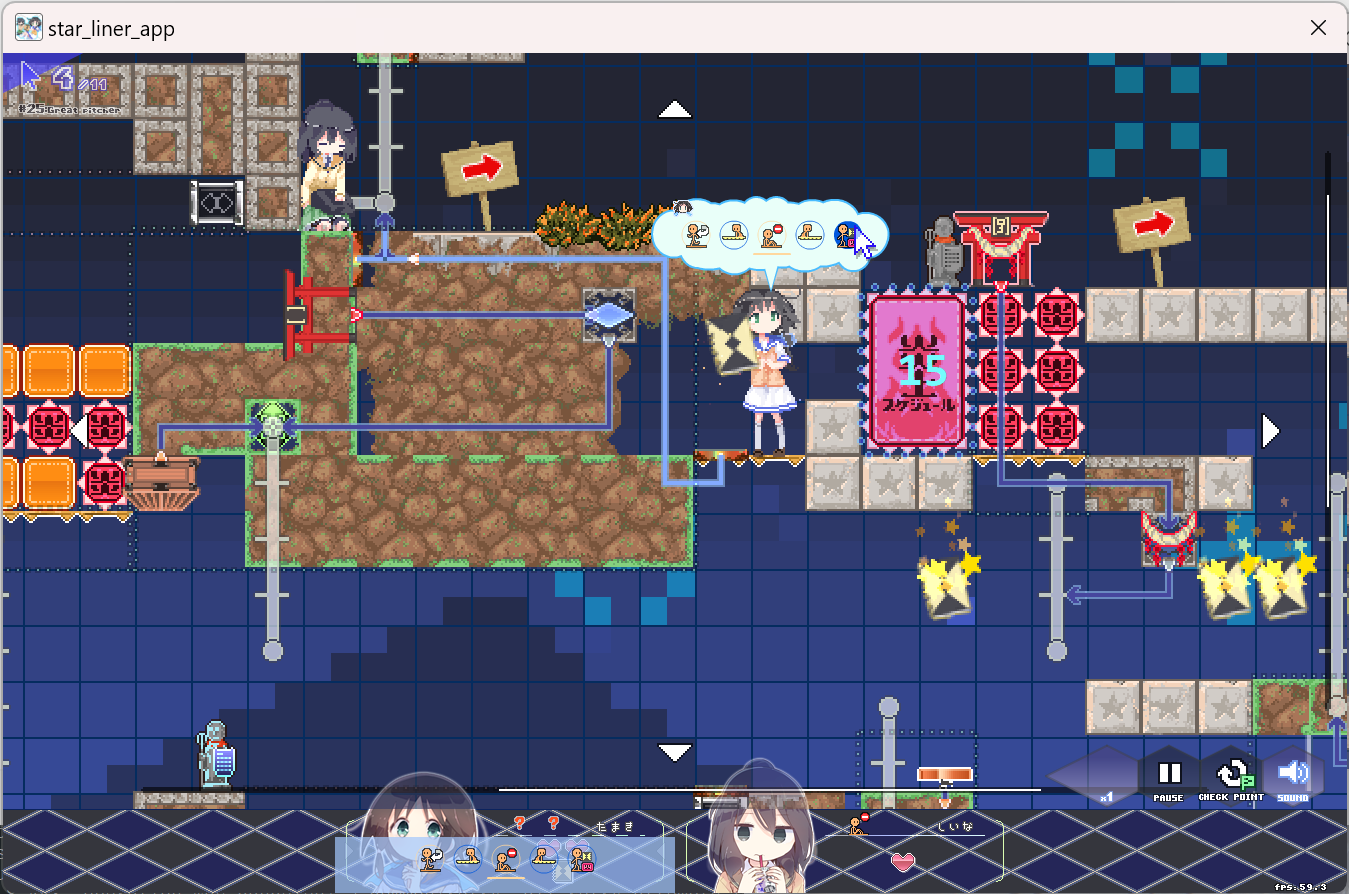 star_liner_app
4/11
#25:Great pitcher
15
スケジュール
x1
PAUSE
CHECK POINT
SOUND
たまき
しいな
fps:59.3